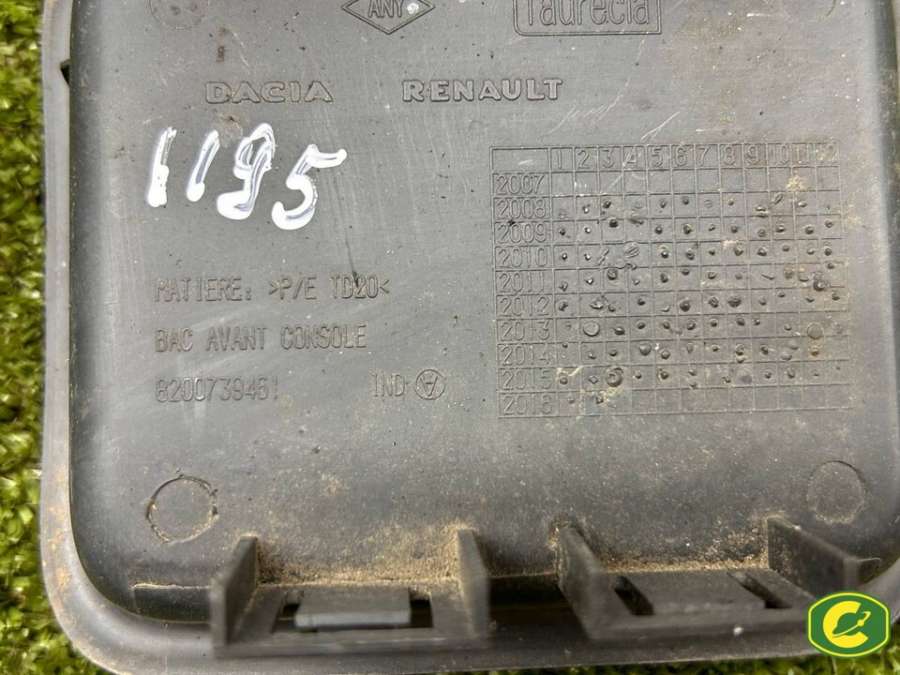 ANY
faurecia
DACIA RENAULT
1195
1 2 3 4 5 6 7 8 9 10 11 12
2007
2008
2009
2010
2011
2012
2013
2014
2015
2016
MATIERE: >P/E TD20<
BAC AVANT CONSOLE
8200739461 IND A
C